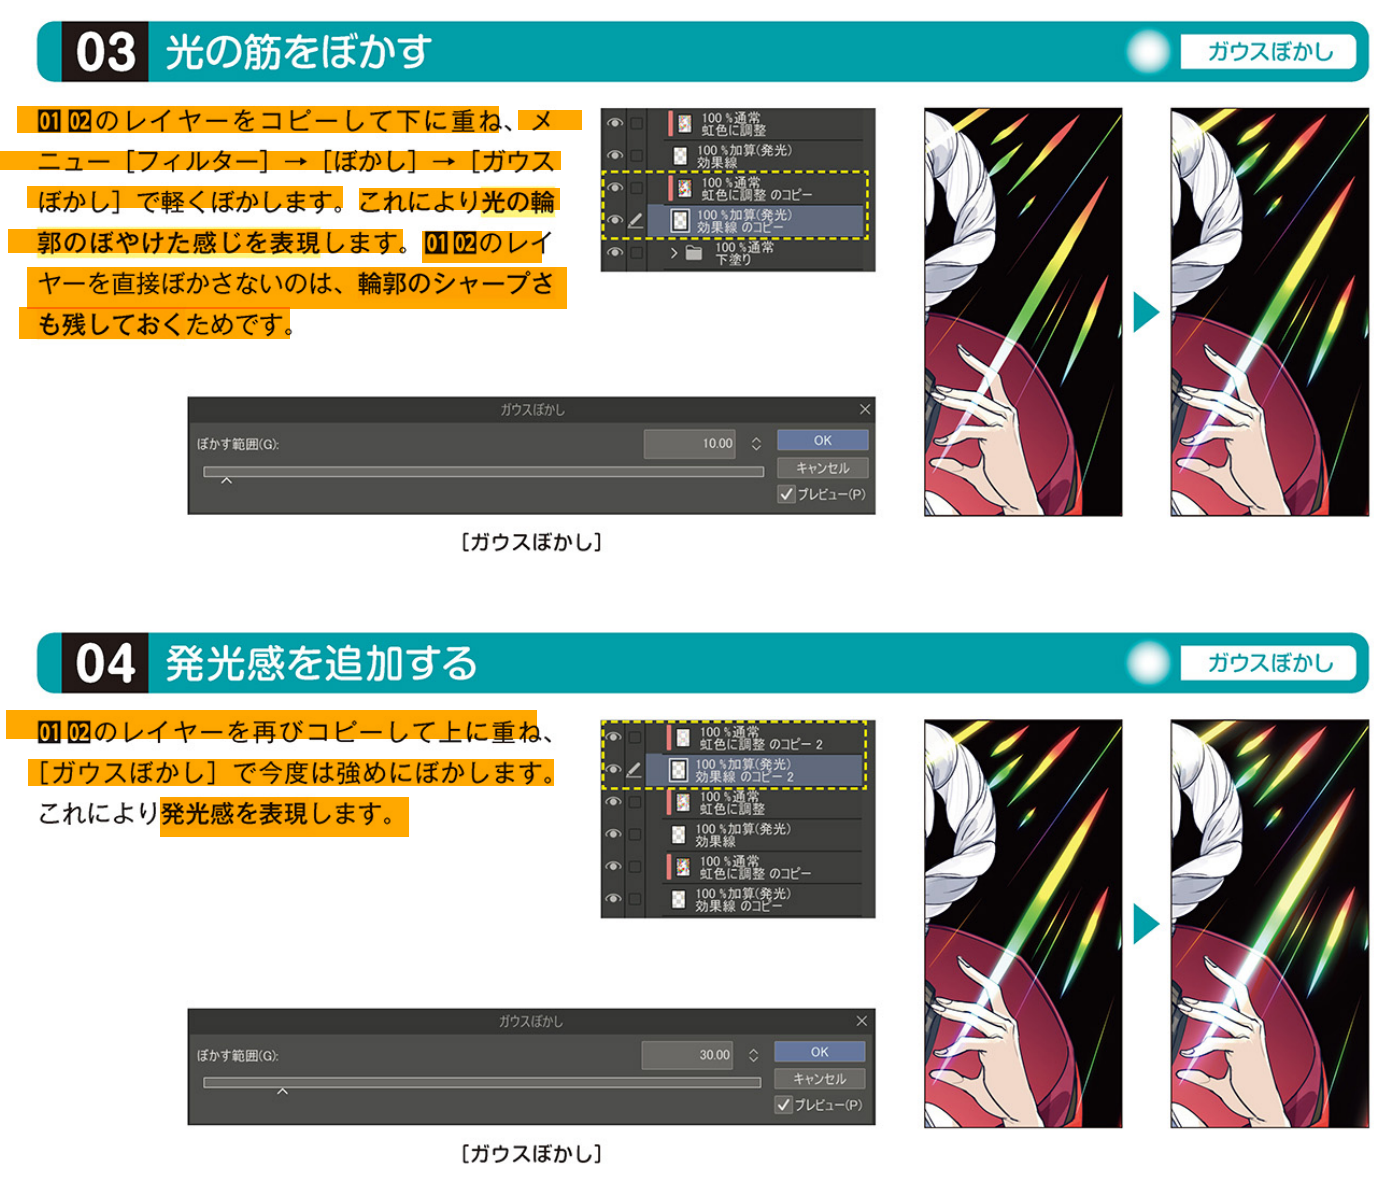 03 光の筋をぼかす
ガウスぼかし
01 02のレイヤーをコピーして下に重ね、メ
ニュー［フィルター］→［ぼかし］→［ガウス
ぼかし］で軽くぼかします。これにより光の輪
郭のぼやけた感じを表現します。01 02のレイ
ヤーを直接ぼかさないのは、輪郭のシャープさ
も残しておくためです。
100 %通常
虹色に調整
100 %加算(発光)
効果線
100 %通常
虹色に調整 のコピー
100 %加算(発光)
効果線 のコピー
100 %通常
下塗り
ガウスぼかし
ぼかす範囲(G):
10.00
OK
キャンセル
プレビュー(P)
［ガウスぼかし］
04 発光感を追加する
ガウスぼかし
01 02のレイヤーを再びコピーして上に重ね、
［ガウスぼかし］で今度は強めにぼかします。
これにより発光感を表現します。
100 %通常
虹色に調整 のコピー 2
100 %加算(発光)
効果線 のコピー 2
100 %通常
虹色に調整
100 %加算(発光)
効果線
100 %通常
虹色に調整 のコピー
100 %加算(発光)
効果線 のコピー
ガウスぼかし
ぼかす範囲(G):
30.00
OK
キャンセル
プレビュー(P)
［ガウスぼかし］